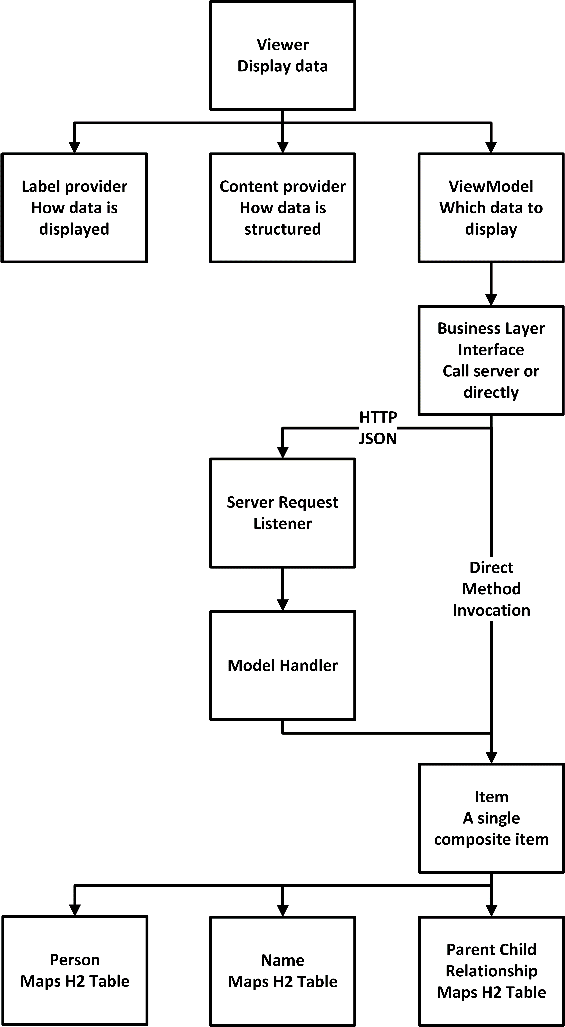 Viewer
Display data
Label provider
How data is
displayed
Content provider
How data is
structured
ViewModel
Which data to
display
Business Layer
Interface
Call server or
directly
HTTP
JSON
Server Request
Listener
Direct
Method
Invocation
Model Handler
Item
A single
composite item
Person
Maps H2 Table
Name
Maps H2 Table
Parent Child
Relationship
Maps H2 Table